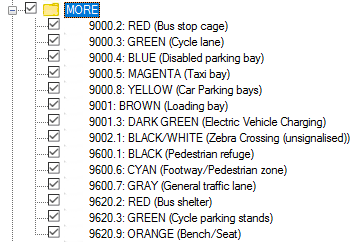 MORE
9000.2: RED (Bus stop cage)
9000.3: GREEN (Cycle lane)
9000.4: BLUE (Disabled parking bay)
9000.5: MAGENTA (Taxi bay)
9000.8: YELLOW (Car Parking bays)
9001: BROWN (Loading bay)
9001.3: DARK GREEN (Electric Vehicle Charging)
9002.1: BLACK/WHITE (Zebra Crossing (unsignalised))
9600.1: BLACK (Pedestrian refuge)
9600.6: CYAN (Footway/Pedestrian zone)
9600.7: GRAY (General traffic lane)
9620.2: RED (Bus shelter)
9620.3: GREEN (Cycle parking stands)
9620.9: ORANGE (Bench/Seat)